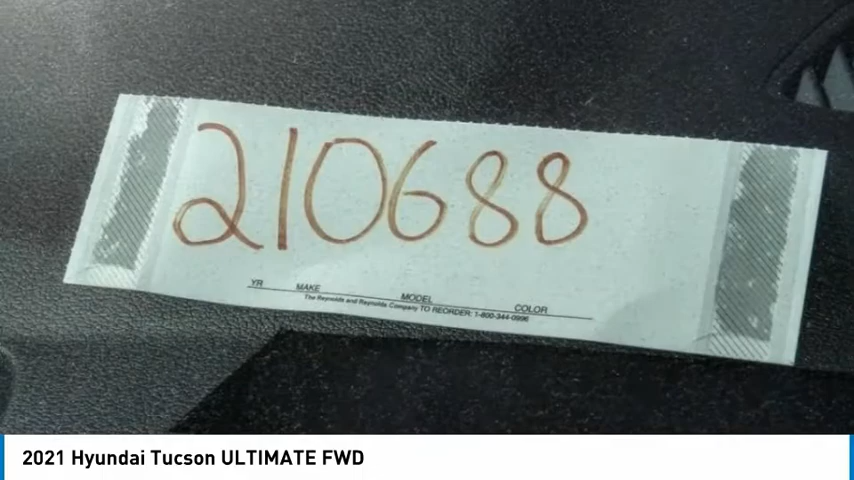 210688
YR MAKE MODEL COLOR
The Reynolds and Reynolds Company TO REORDER: 1-800-344-0996
2021 Hyundai Tucson ULTIMATE FWD